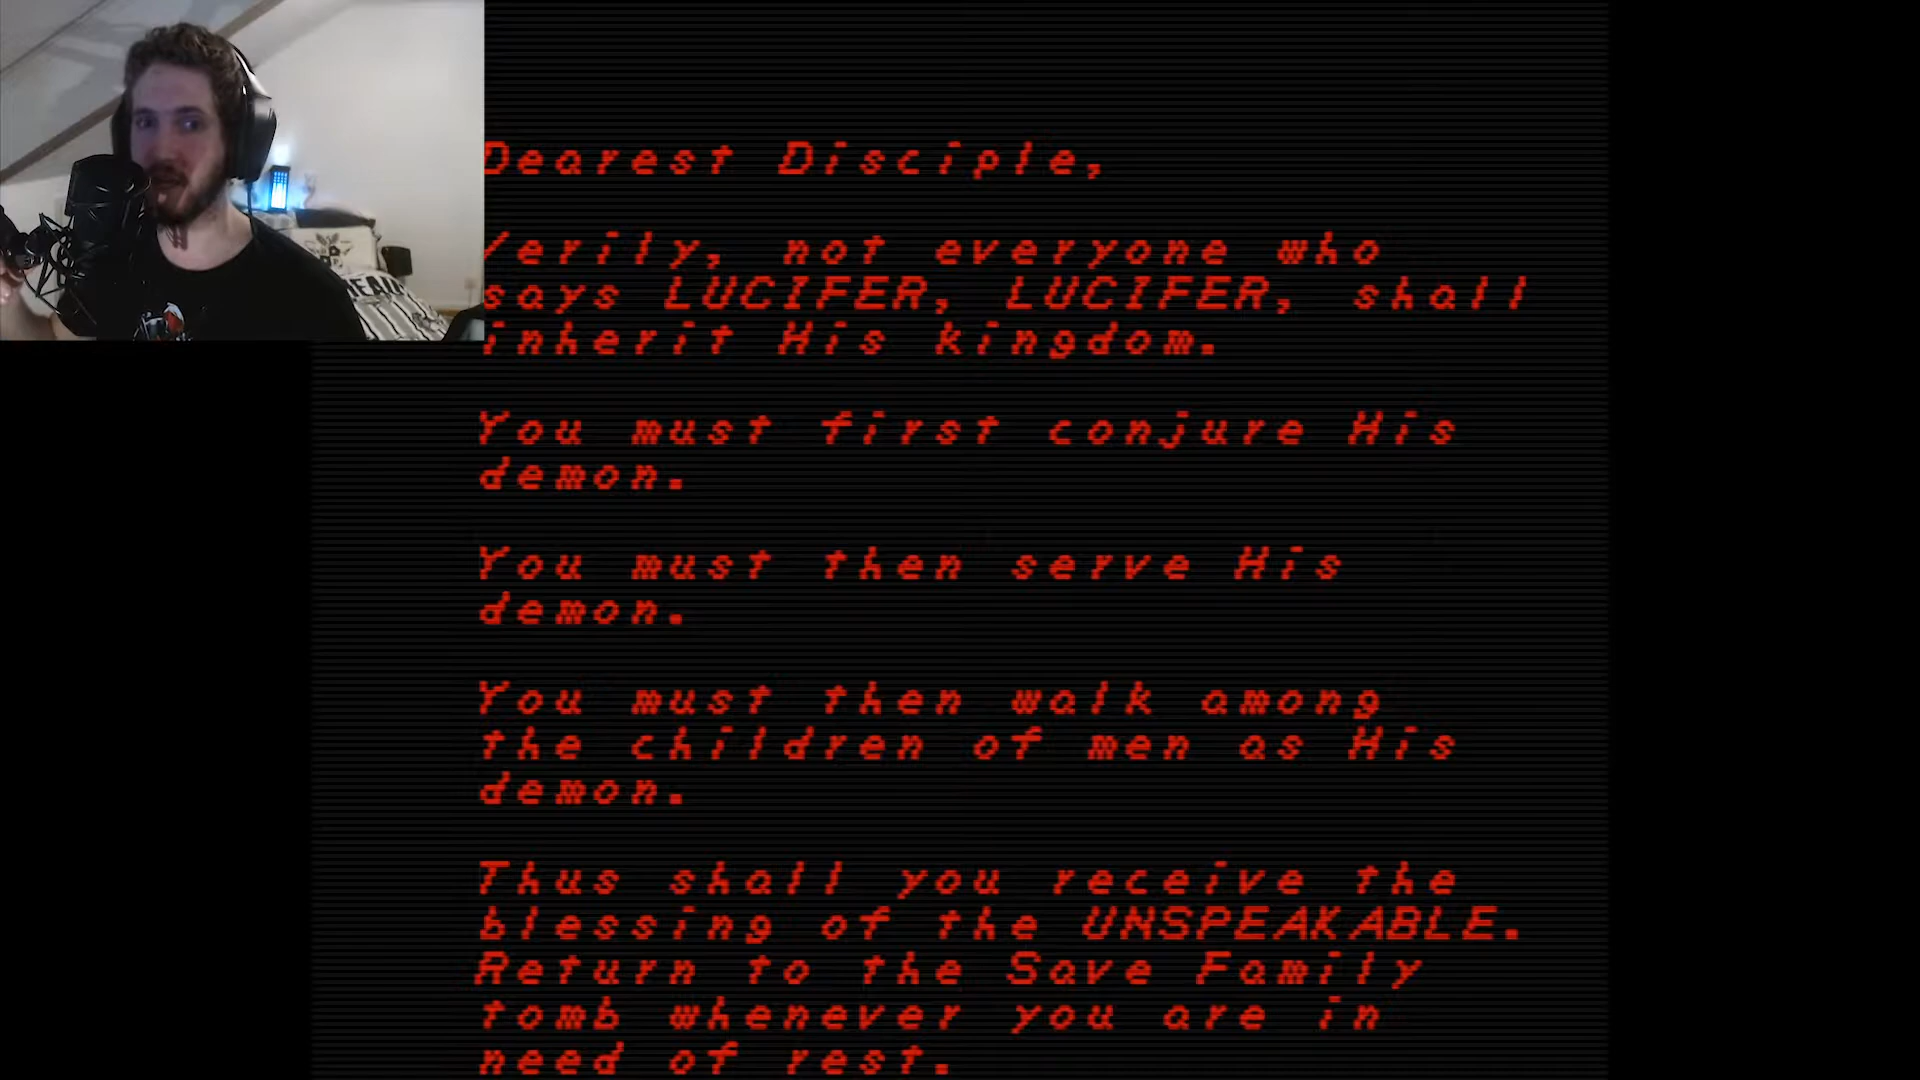 Dearest Disciple,
Verily, not everyone who
says LUCIFER, LUCIFER, shall
inherit His kingdom.
You must first conjure His
demon.
You must then serve His
demon.
You must then walk among
the children of men as His
demon.
Thus shall you receive the
blessing of the UNSPEAKABLE.
Return to the Save Family
tomb whenever you are in
need of rest.